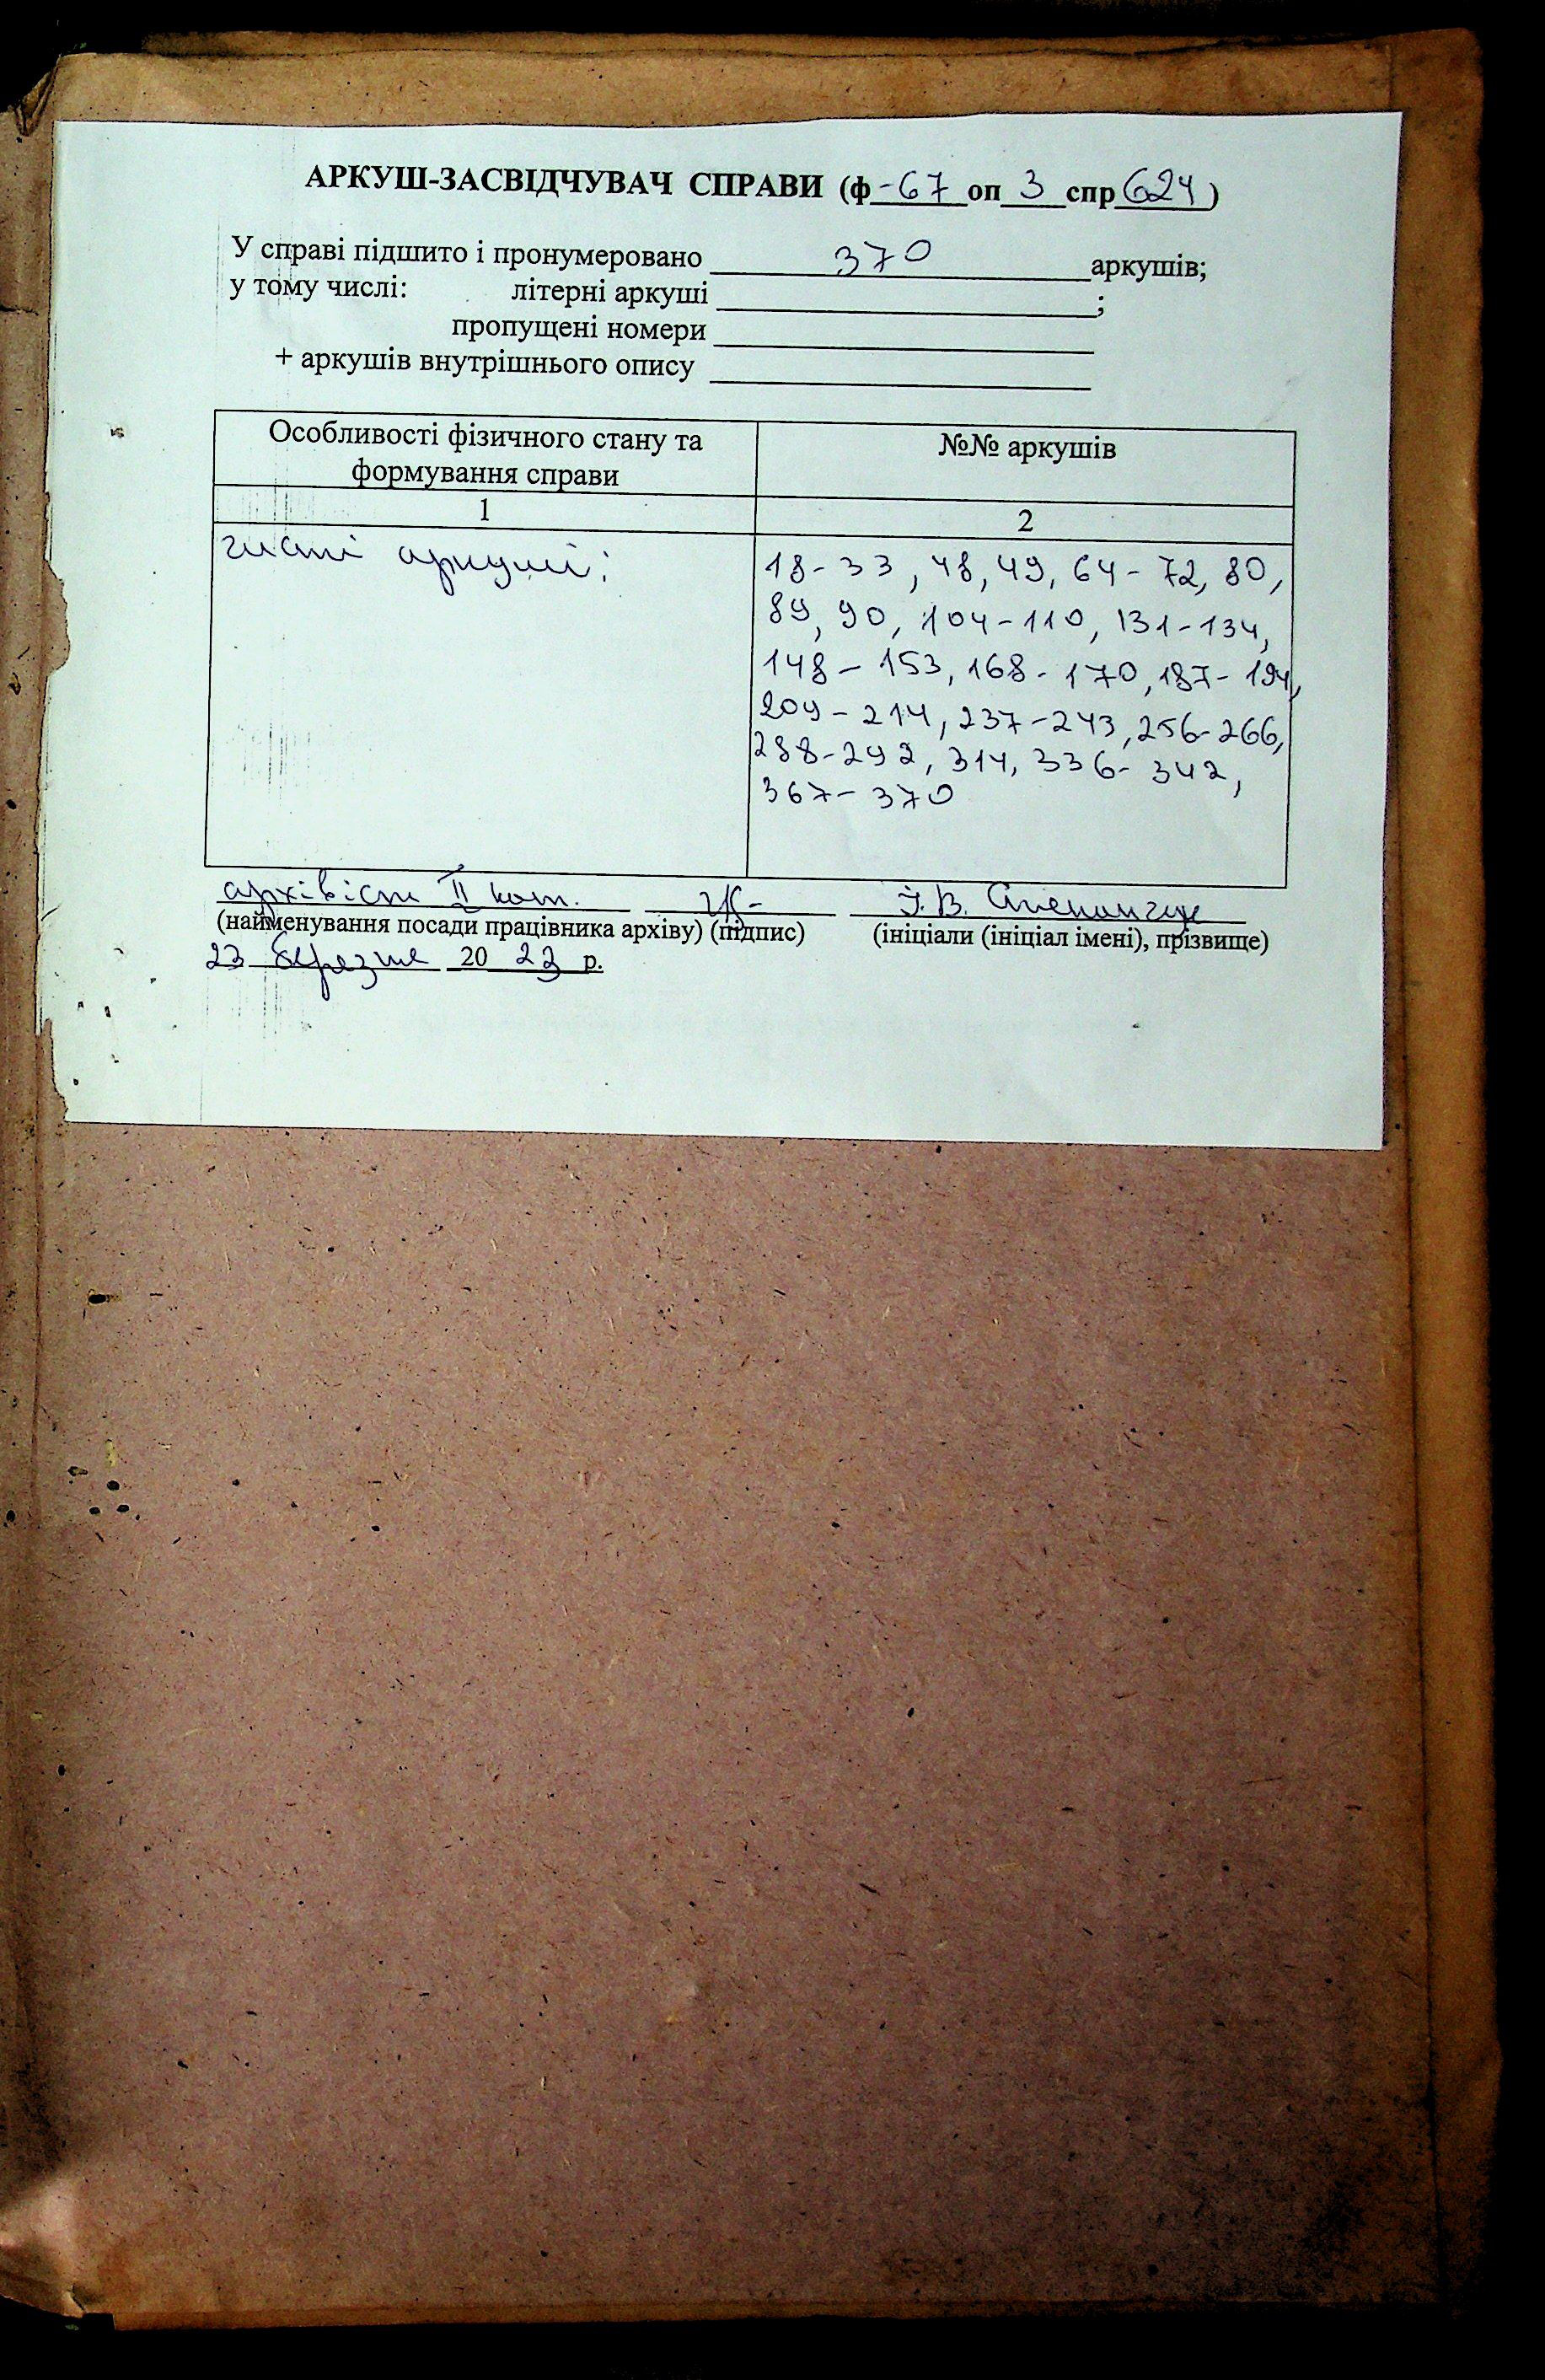 АРКУШ-ЗАСВІДЧУВАЧ СПРАВИ (ф -67 оп 3 спр 624)
У справі підшито і пронумеровано 370 аркушів;
у тому числі: літерні аркуші ;
пропущені номери
+ аркушів внутрішнього опису
Особливості фізичного стану та формування справи
№№ аркушів
1 2
чисті аркуші:
18-33, 48, 49, 64-72, 80,
89, 90, 104-110, 131-134,
148-153, 168-170, 187-194,
209-214, 237-243, 256-266,
288-292, 314, 336-342,
367-370
архівіст II кат. І.В.
(найменування посади працівника архіву) (підпис) (ініціали (ініціал імені), прізвище)
23 березня 20 23 р.